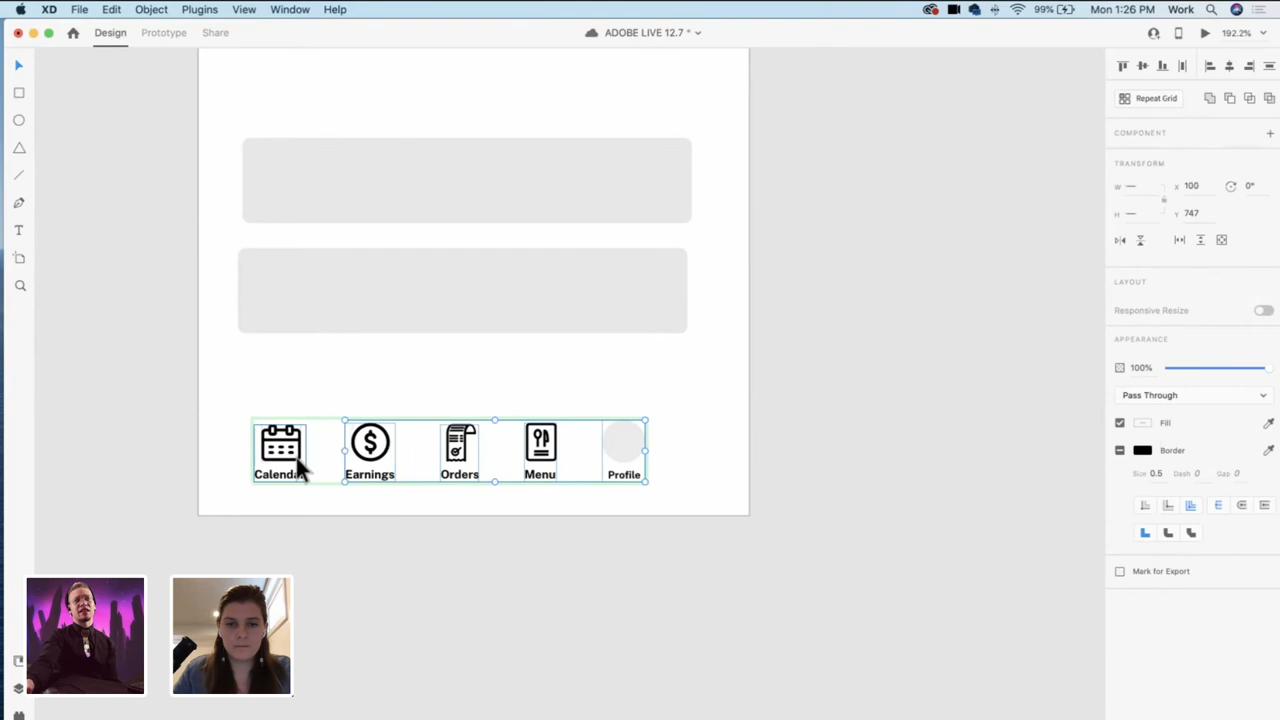 XD File Edit Object Plugins View Window Help 99% Mon 1:26 PM Work
Design Prototype Share ADOBE LIVE 12.7 * 192.2%
Repeat Grid
COMPONENT
TRANSFORM
W — X 100 0°
H — Y 747
LAYOUT
Responsive Resize
APPEARANCE
100%
Pass Through
Fill
Border
Size 0.5 Dash 0 Gap 0
Mark for Export
Earnings Orders Menu Profile